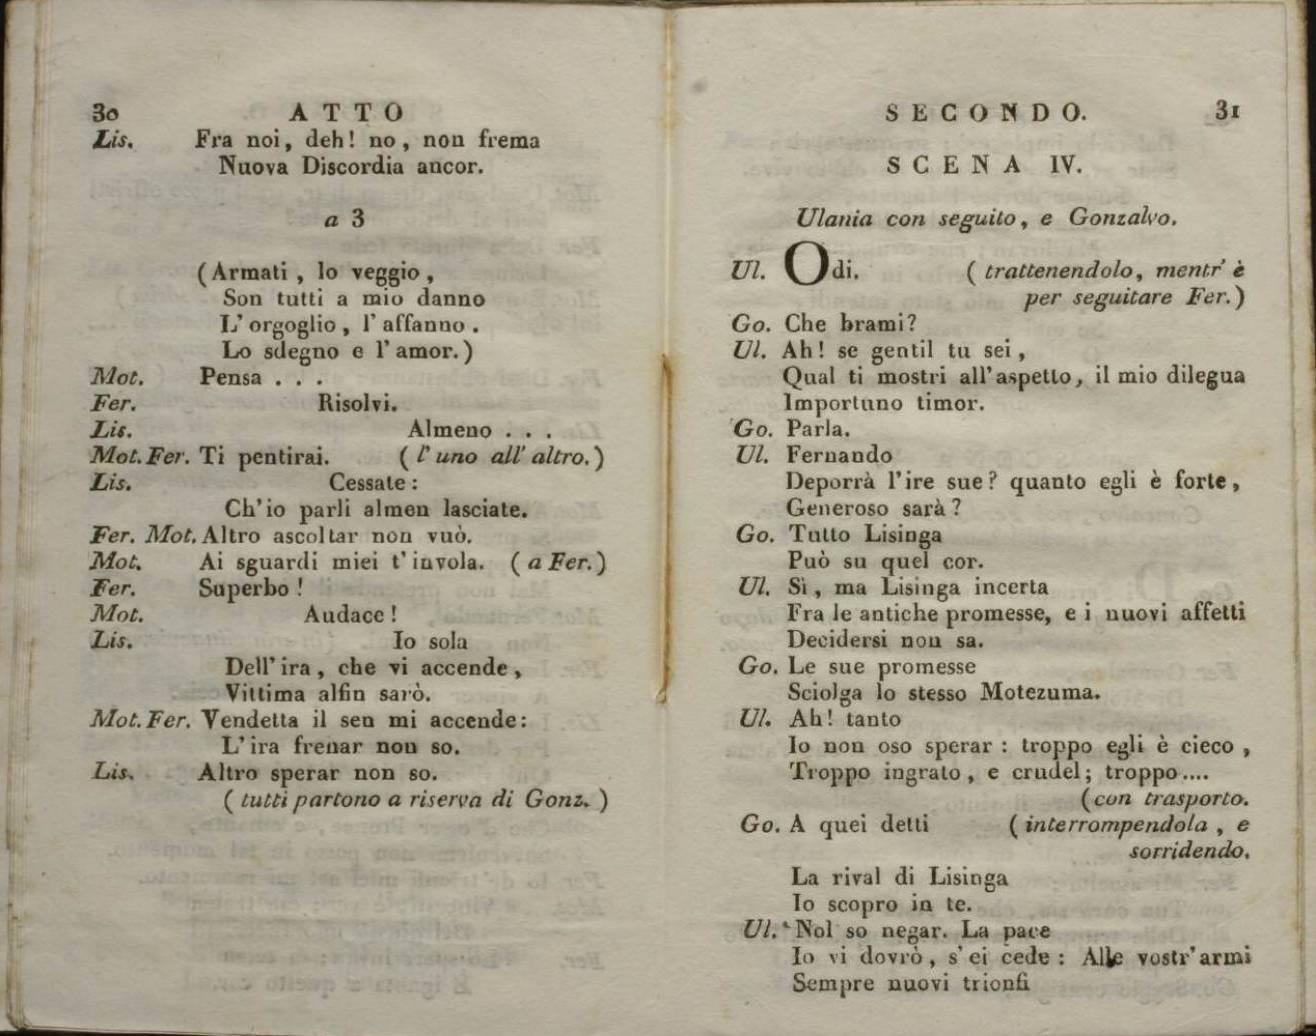 30 ATTO
Lis. Fra noi, deh! no, non frema
Nuova Discordia ancor.
a 3
(Armati, lo veggio,
Son tutti a mio danno
L'orgoglio, l'affanno.
Lo sdegno e l'amor.)
Mot. Pensa . . .
Fer. Risolvi.
Lis. Almeno . . .
Mot. Fer. Ti pentirai. (l'uno all'altro.)
Lis. Cessate:
Ch'io parli almen lasciate.
Fer. Mot. Altro ascoltar non vuò.
Mot. Ai sguardi miei t'invola. (a Fer.)
Fer. Superbo!
Mot. Audace!
Lis. Io sola
Dell'ira, che vi accende,
Vittima alfin sarò.
Mot. Fer. Vendetta il sen mi accende:
L'ira frenar non so.
Lis. Altro sperar non so.
(tutti partono a riserva di Gonz.)
SECONDO. 31
SCENA IV.
Ulania con seguito, e Gonzalvo.
Ul. Odi. (trattenendolo, mentr'è
per seguitare Fer.)
Go. Che brami?
Ul. Ah! se gentil tu sei,
Qual ti mostri all'aspetto, il mio dilegua
Importuno timor.
Go. Parla.
Ul. Fernando
Deporrà l'ire sue? quanto egli è forte,
Generoso sarà?
Go. Tutto Lisinga
Può su quel cor.
Ul. Sì, ma Lisinga incerta
Fra le antiche promesse, e i nuovi affetti
Decidersi non sa.
Go. Le sue promesse
Sciolga lo stesso Motezuma.
Ul. Ah! tanto
Io non oso sperar: troppo egli è cieco,
Troppo ingrato, e crudel; troppo....
(con trasporto.
Go. A quei detti (interrompendola, e
sorridendo.
La rival di Lisinga
Io scopro in te.
Ul. Nol so negar. La pace
Io vi dovrò, s'ei cede: Alle vostr'armi
Sempre nuovi trionfi